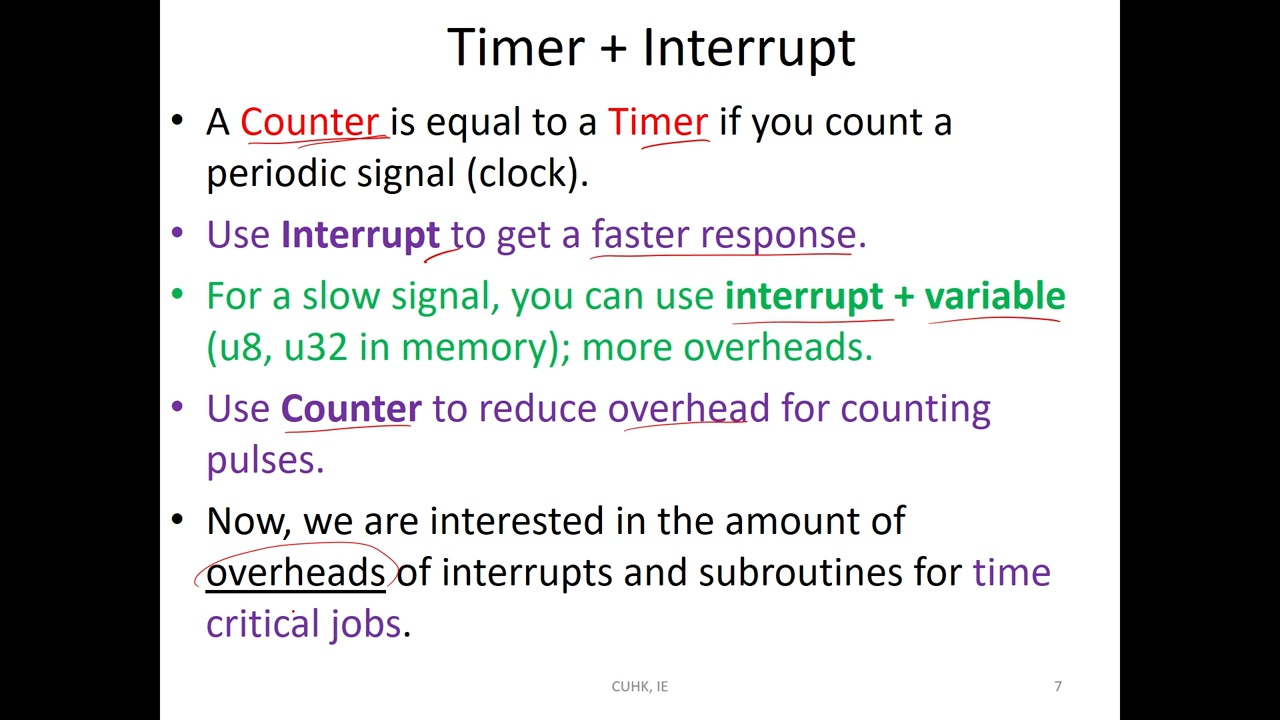 Timer + Interrupt
• A Counter is equal to a Timer if you count a
periodic signal (clock).
• Use Interrupt to get a faster response.
• For a slow signal, you can use interrupt + variable
(u8, u32 in memory); more overheads.
• Use Counter to reduce overhead for counting
pulses.
• Now, we are interested in the amount of
overheads of interrupts and subroutines for time
critical jobs.
CUHK, IE
7